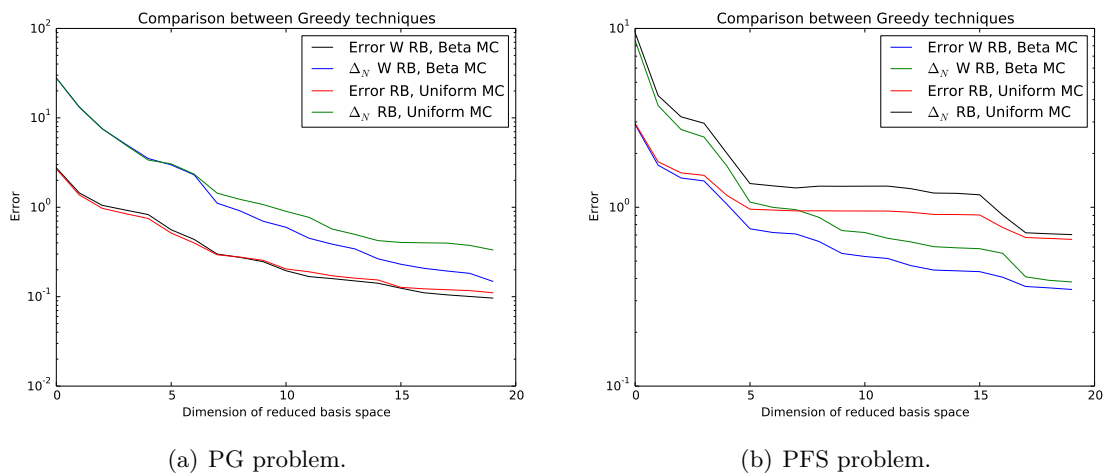 Comparison between Greedy techniques
10^2
10^1
10^0
10^-1
10^-2
Error
Error W RB, Beta MC
Δ_N W RB, Beta MC
Error RB, Uniform MC
Δ_N RB, Uniform MC
0 5 10 15 20
Dimension of reduced basis space
(a) PG problem.
Comparison between Greedy techniques
10^1
10^0
10^-1
Error
Error W RB, Beta MC
Δ_N W RB, Beta MC
Error RB, Uniform MC
Δ_N RB, Uniform MC
0 5 10 15 20
Dimension of reduced basis space
(b) PFS problem.